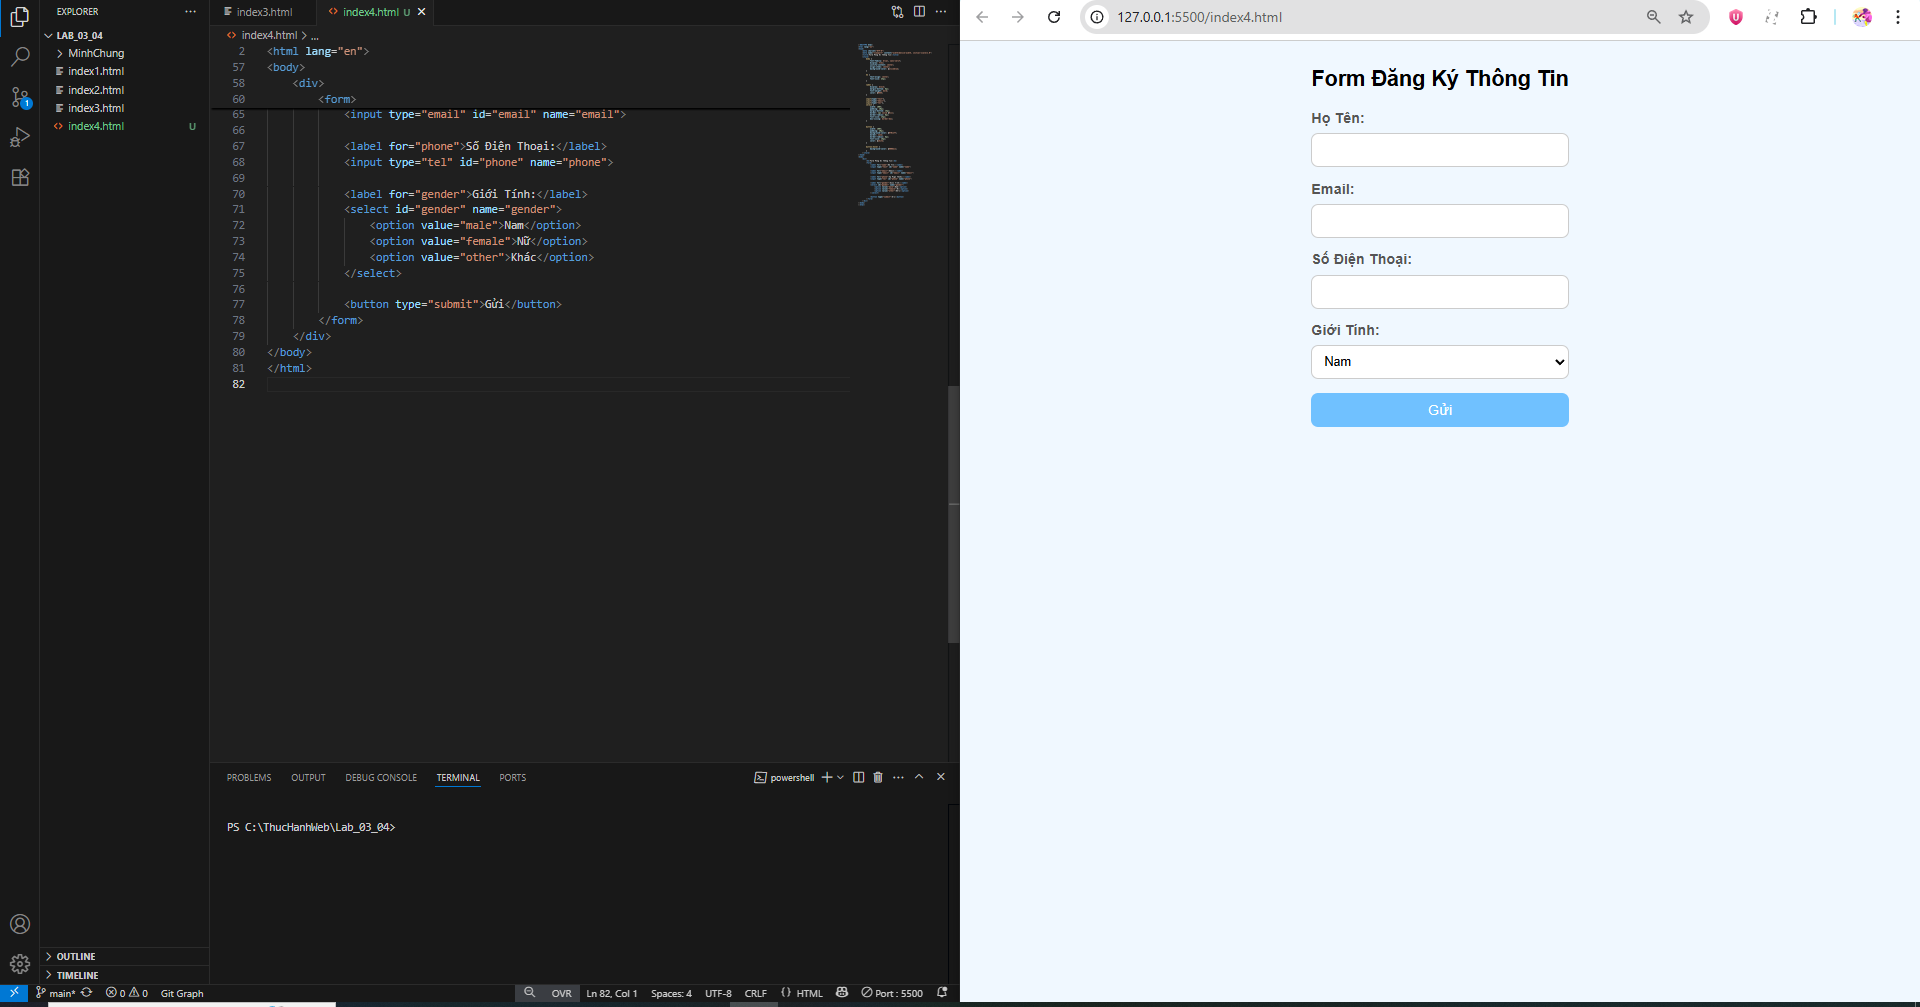 EXPLORER
LAB_03_04
MinhChung
index1.html
index2.html
index3.html
index4.html U
OUTLINE
TIMELINE
index3.html
index4.html U
index4.html > ...
2 <html lang="en">
57 <body>
58 <div>
60 <form>
65 <input type="email" id="email" name="email">
66
67 <label for="phone">Số Điện Thoại:</label>
68 <input type="tel" id="phone" name="phone">
69
70 <label for="gender">Giới Tính:</label>
71 <select id="gender" name="gender">
72 <option value="male">Nam</option>
73 <option value="female">Nữ</option>
74 <option value="other">Khác</option>
75 </select>
76
77 <button type="submit">Gửi</button>
78 </form>
79 </div>
80 </body>
81 </html>
82
PROBLEMS OUTPUT DEBUG CONSOLE TERMINAL PORTS
powershell
PS C:\ThucHanhWeb\Lab_03_04>
main* 0 0 Git Graph
OVR Ln 82, Col 1 Spaces: 4 UTF-8 CRLF HTML Port : 5500
127.0.0.1:5500/index4.html
Form Đăng Ký Thông Tin
Họ Tên:
Email:
Số Điện Thoại:
Giới Tính:
Nam
Gửi